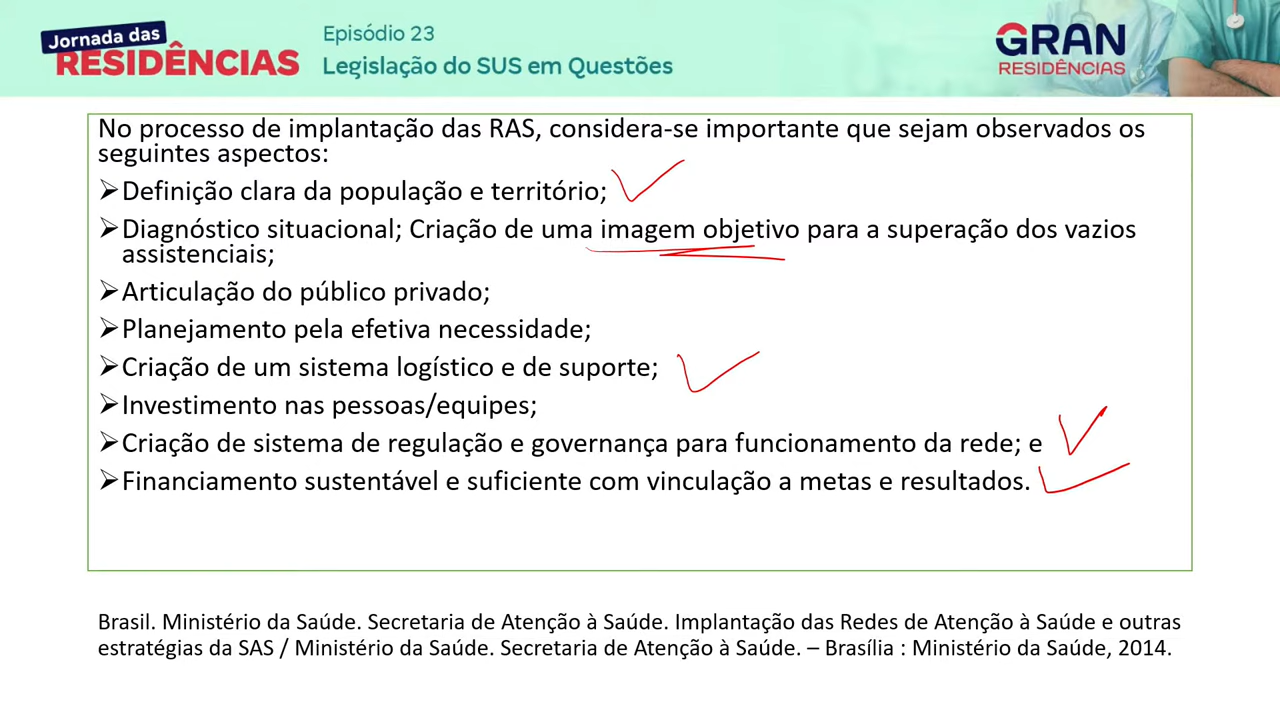 Jornada das
RESIDÊNCIAS
Episódio 23
Legislação do SUS em Questões
GRAN
RESIDÊNCIAS
No processo de implantação das RAS, considera-se importante que sejam observados os
seguintes aspectos:
➢Definição clara da população e território;
➢Diagnóstico situacional; Criação de uma imagem objetivo para a superação dos vazios
assistenciais;
➢Articulação do público privado;
➢Planejamento pela efetiva necessidade;
➢Criação de um sistema logístico e de suporte;
➢Investimento nas pessoas/equipes;
➢Criação de sistema de regulação e governança para funcionamento da rede; e
➢Financiamento sustentável e suficiente com vinculação a metas e resultados.
Brasil. Ministério da Saúde. Secretaria de Atenção à Saúde. Implantação das Redes de Atenção à Saúde e outras
estratégias da SAS / Ministério da Saúde. Secretaria de Atenção à Saúde. – Brasília : Ministério da Saúde, 2014.